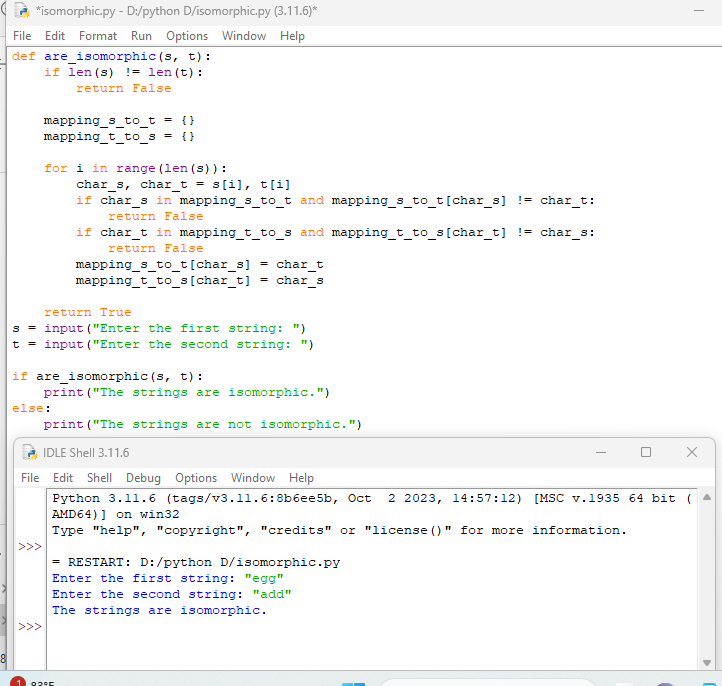 *isomorphic.py - D:/python D/isomorphic.py (3.11.6)*
File Edit Format Run Options Window Help
def are_isomorphic(s, t):
    if len(s) != len(t):
        return False

    mapping_s_to_t = {}
    mapping_t_to_s = {}

    for i in range(len(s)):
        char_s, char_t = s[i], t[i]
        if char_s in mapping_s_to_t and mapping_s_to_t[char_s] != char_t:
            return False
        if char_t in mapping_t_to_s and mapping_t_to_s[char_t] != char_s:
            return False
        mapping_s_to_t[char_s] = char_t
        mapping_t_to_s[char_t] = char_s

    return True
s = input("Enter the first string: ")
t = input("Enter the second string: ")

if are_isomorphic(s, t):
    print("The strings are isomorphic.")
else:
    print("The strings are not isomorphic.")
IDLE Shell 3.11.6
File Edit Shell Debug Options Window Help
Python 3.11.6 (tags/v3.11.6:8b6ee5b, Oct  2 2023, 14:57:12) [MSC v.1935 64 bit (
AMD64)] on win32
Type "help", "copyright", "credits" or "license()" for more information.
>>>
= RESTART: D:/python D/isomorphic.py
Enter the first string: "egg"
Enter the second string: "add"
The strings are isomorphic.
>>>
8
1